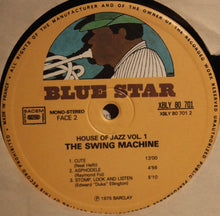 ALL RIGHTS OF THE MANUFACTURER AND OF THE OWNER OF THE RECORDED WORK RESERVED
MADE IN FRANCE
BLUE STAR
SACEM
MONO-STEREO
FACE 2
XBLY 80 701
XBLY 80 701 2
HOUSE OF JAZZ VOL. 1
THE SWING MACHINE
1. CUTE 12'00
(Neal Hefti)
2. ASPHODELE 4'56
(Raymond Fol)
3. STOMP, LOOK AND LISTEN 5'10
(Edward "Duke" Ellington)
℗ 1975 BARCLAY